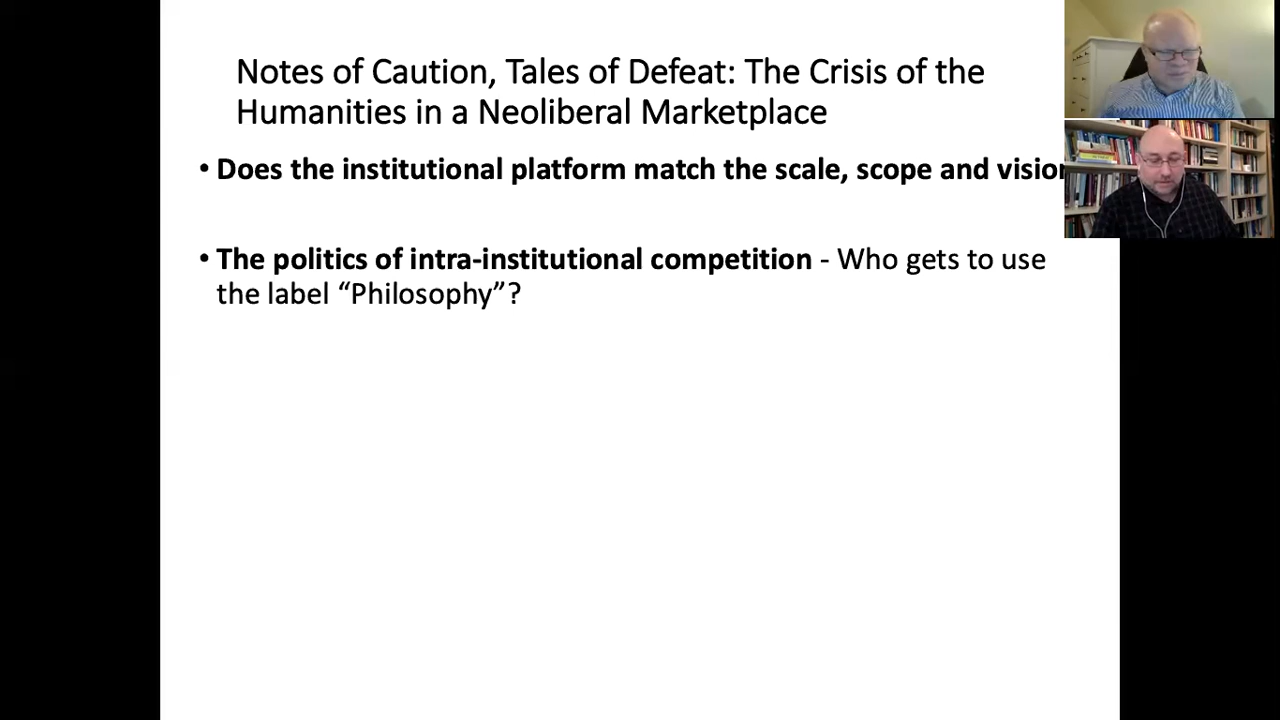 Notes of Caution, Tales of Defeat: The Crisis of the
Humanities in a Neoliberal Marketplace
• Does the institutional platform match the scale, scope and vision
• The politics of intra-institutional competition - Who gets to use
the label “Philosophy”?